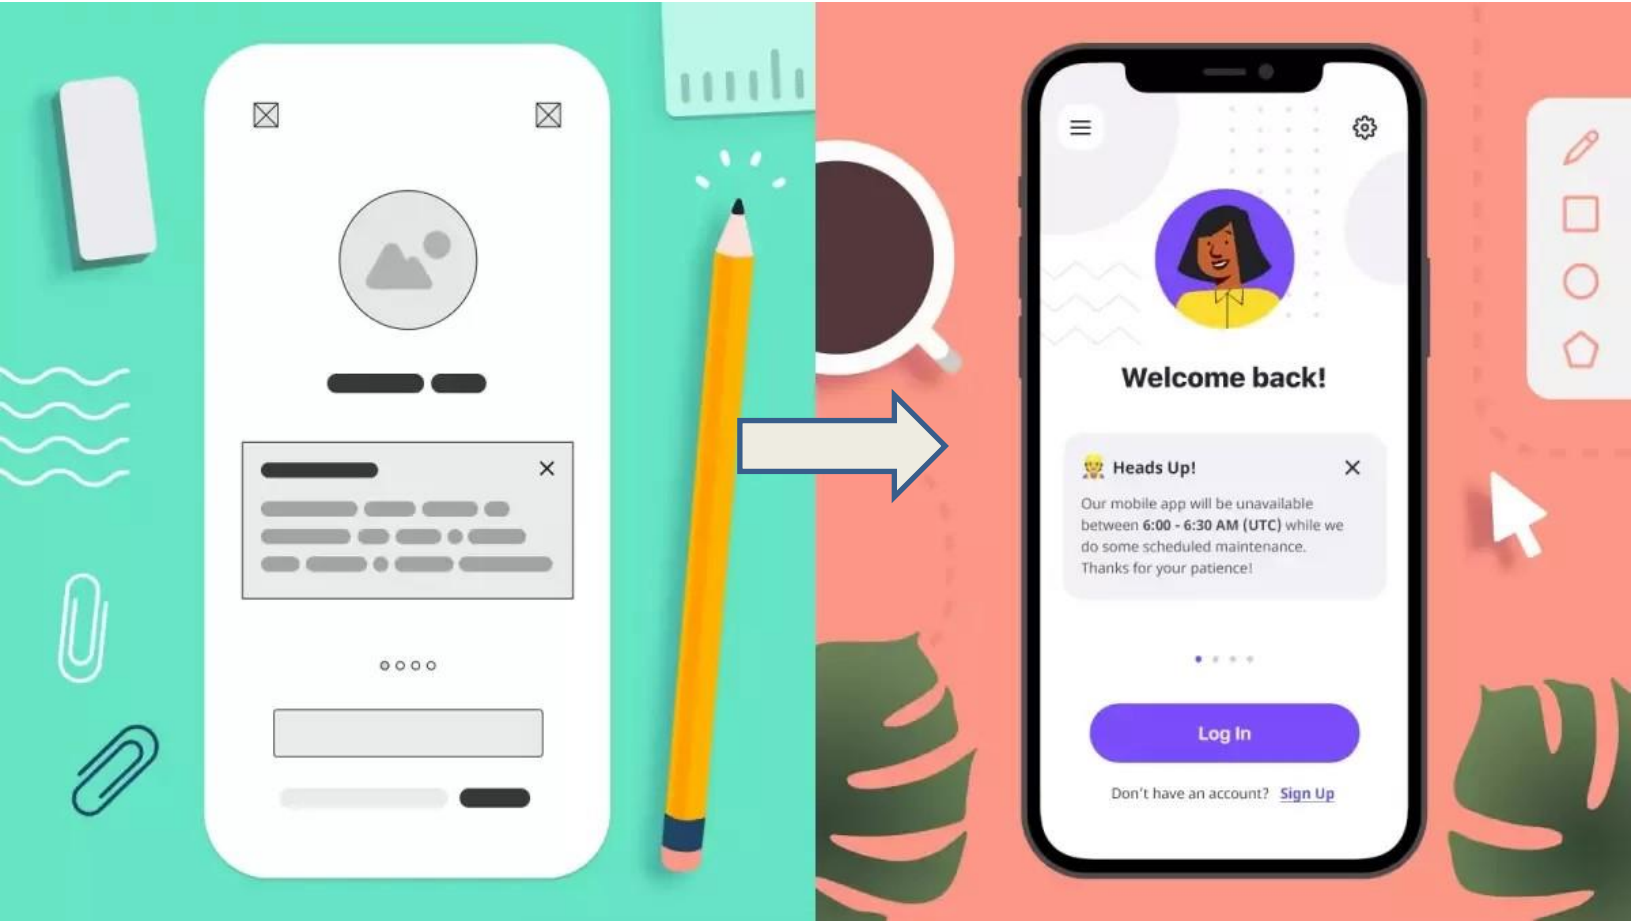 Welcome back!
Heads Up!
Our mobile app will be unavailable
between 6:00 - 6:30 AM (UTC) while we
do some scheduled maintenance.
Thanks for your patience!
Log In
Don't have an account? Sign Up